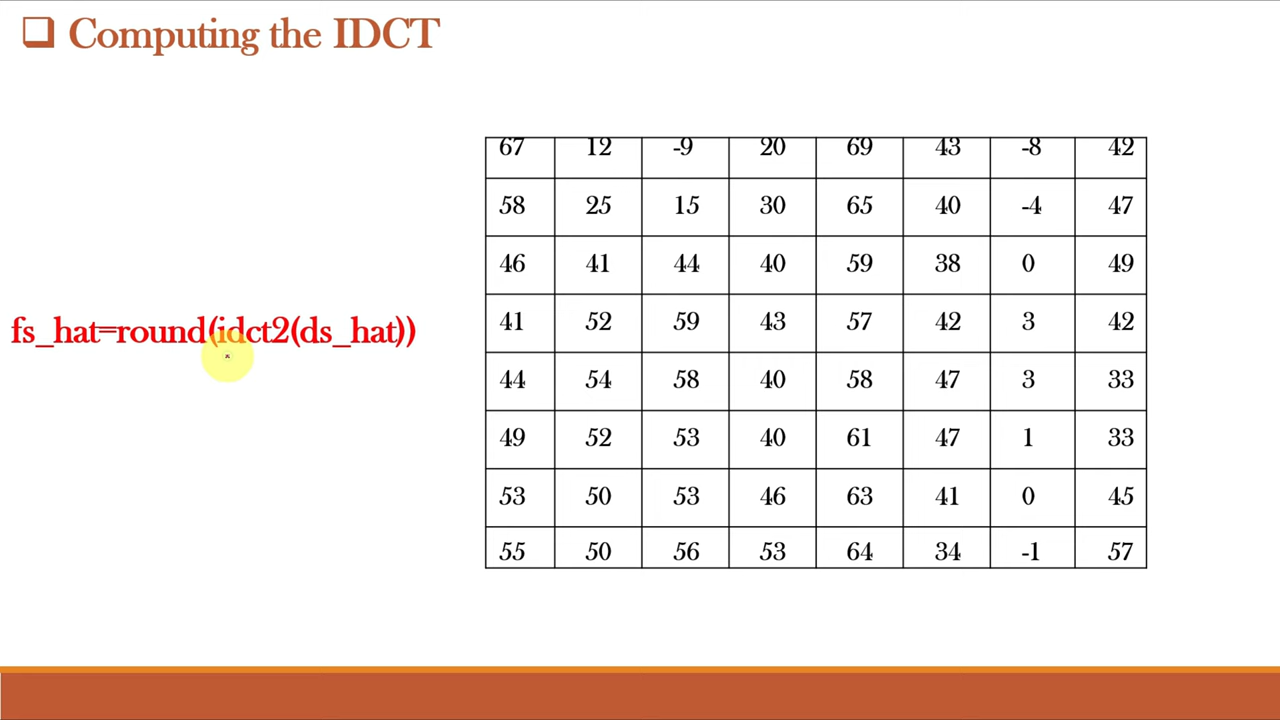 ❑ Computing the IDCT
fs_hat=round(idct2(ds_hat))
67 12 -9 20 69 43 -8 42
58 25 15 30 65 40 -4 47
46 41 44 40 59 38 0 49
41 52 59 43 57 42 3 42
44 54 58 40 58 47 3 33
49 52 53 40 61 47 1 33
53 50 53 46 63 41 0 45
55 50 56 53 64 34 -1 57